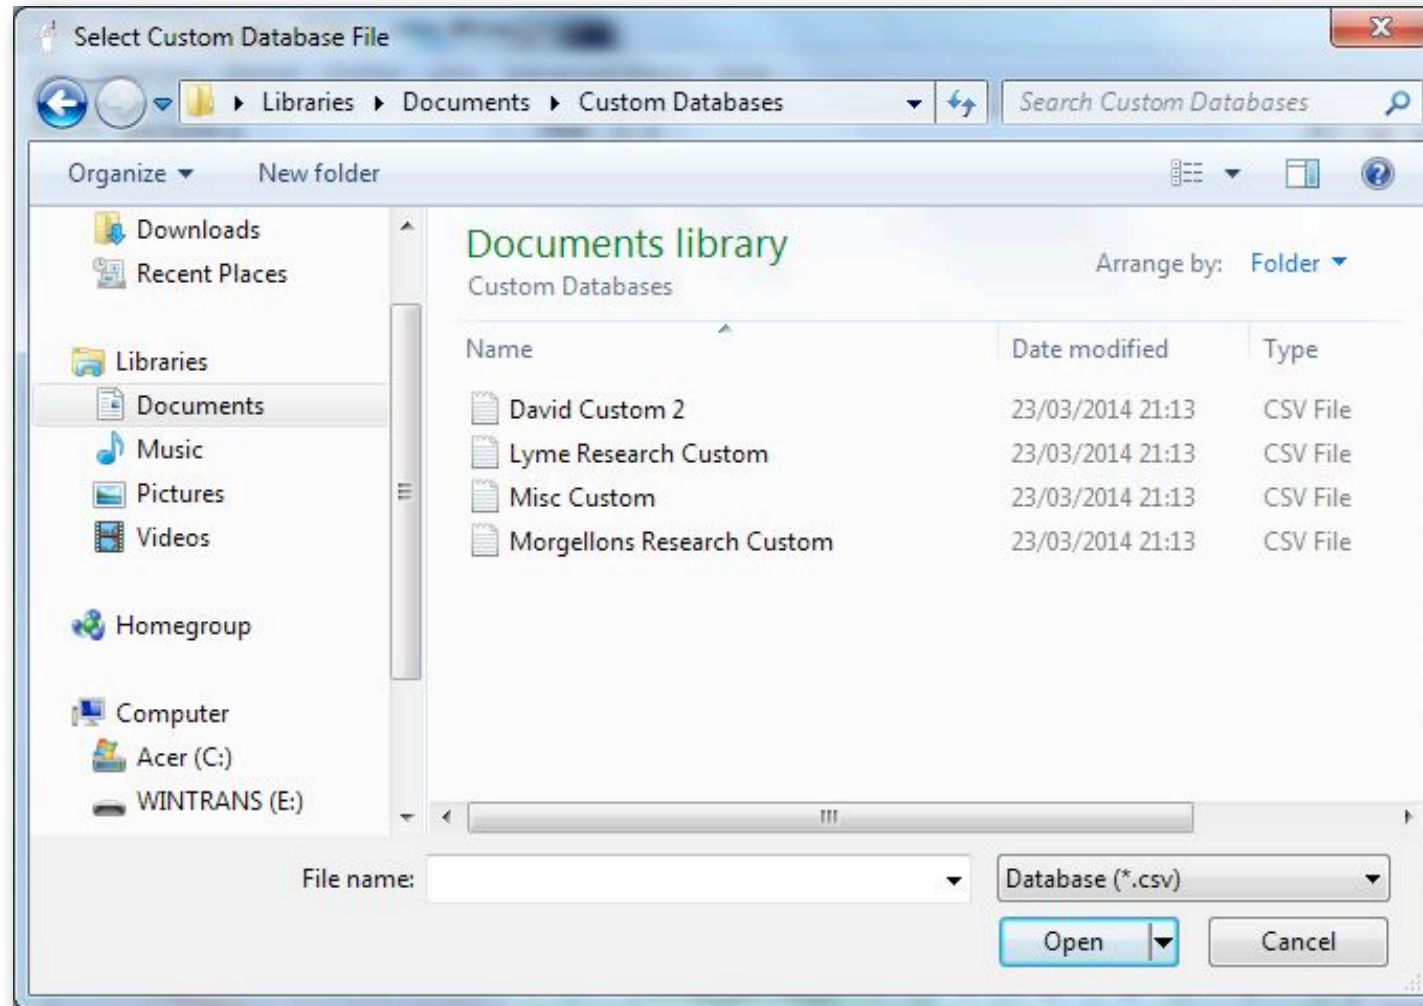 Select Custom Database File
Libraries Documents Custom Databases
Search Custom Databases
Organize New folder
Downloads
Recent Places
Libraries
Documents
Music
Pictures
Videos
Homegroup
Computer
Acer (C:)
WINTRANS (E:)
Documents library
Custom Databases
Arrange by: Folder
Name Date modified Type
David Custom 2 23/03/2014 21:13 CSV File
Lyme Research Custom 23/03/2014 21:13 CSV File
Misc Custom 23/03/2014 21:13 CSV File
Morgellons Research Custom 23/03/2014 21:13 CSV File
File name:
Database (*.csv)
Open Cancel